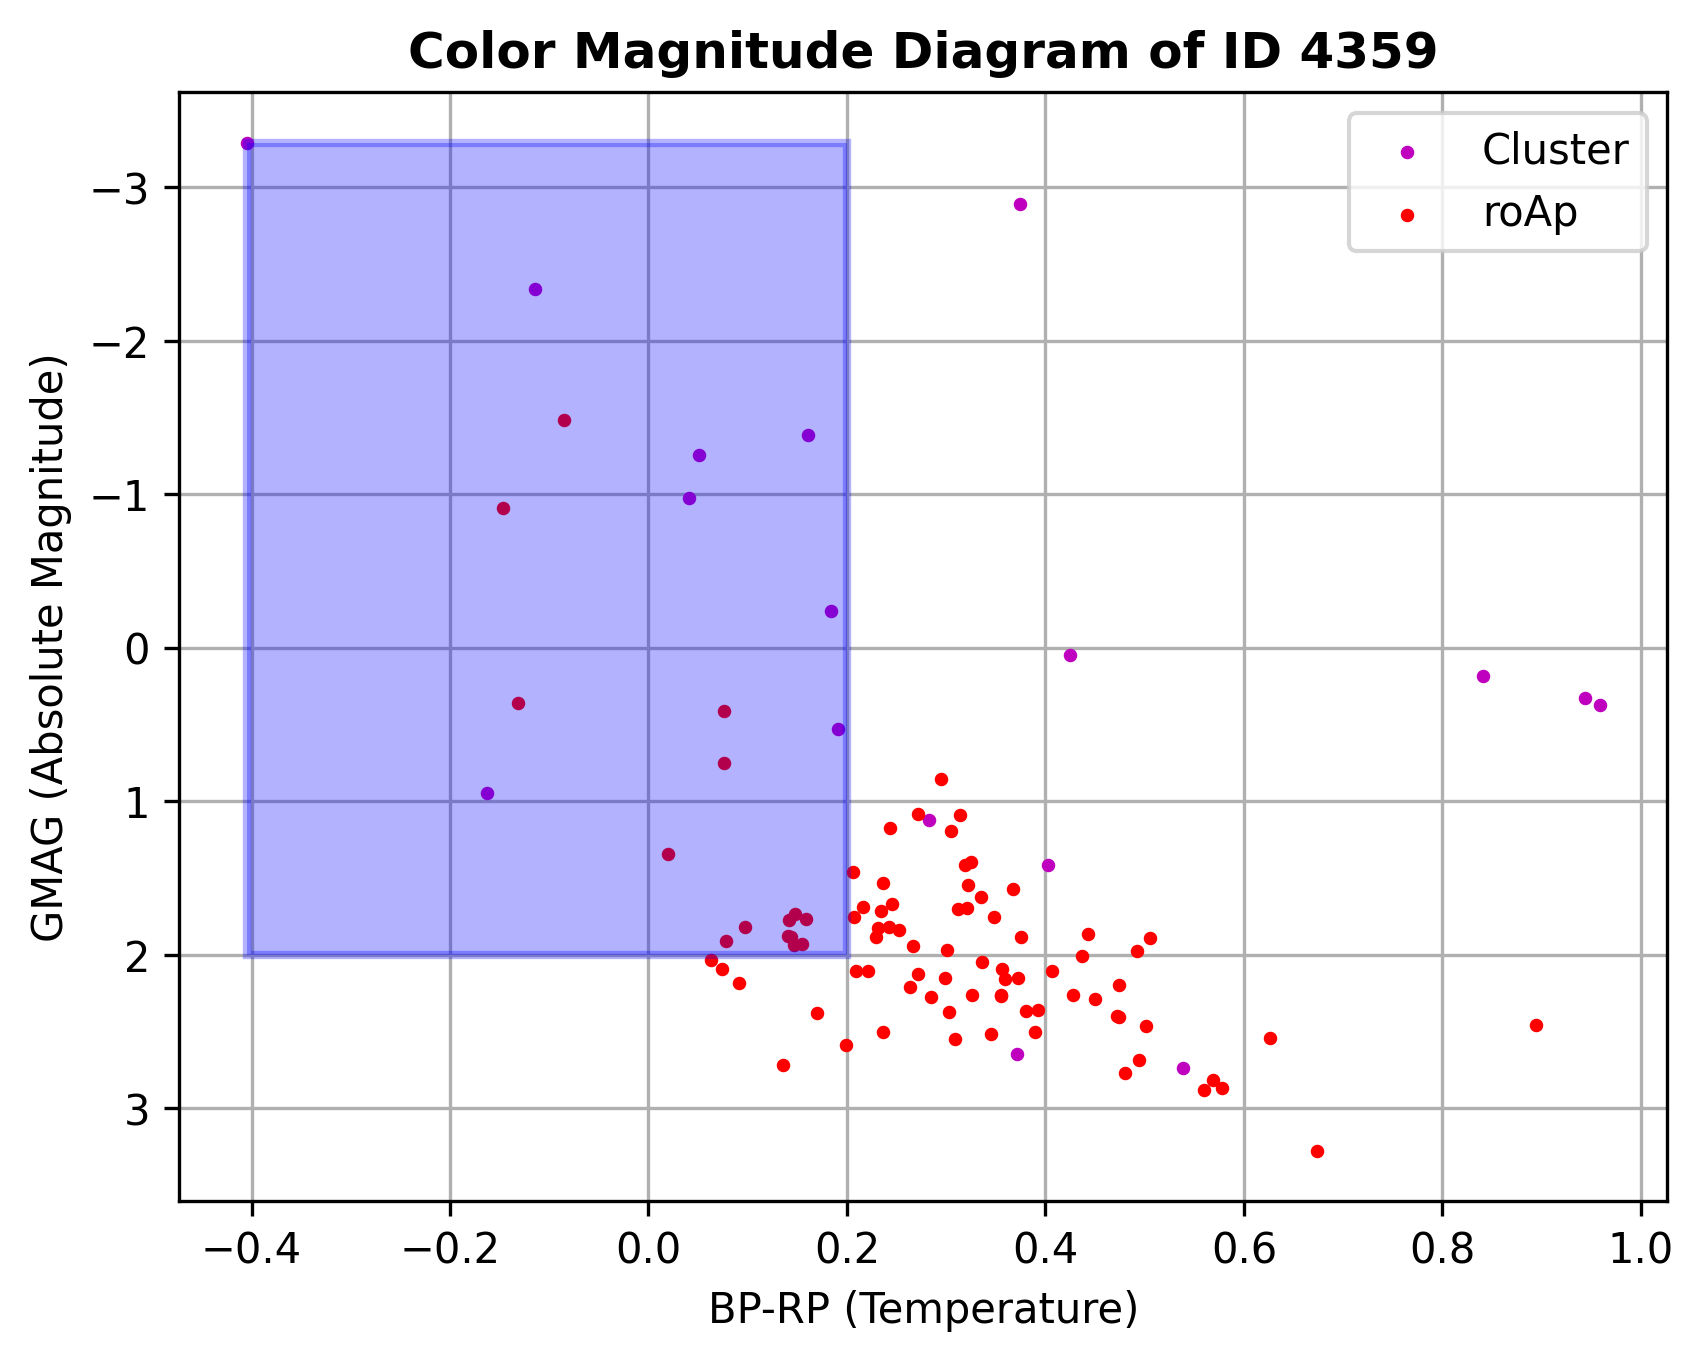 Color Magnitude Diagram of ID 4359
Cluster
roAp
GMAG (Absolute Magnitude)
−3
−2
−1
0
1
2
3
−0.4 −0.2 0.0 0.2 0.4 0.6 0.8 1.0
BP-RP (Temperature)